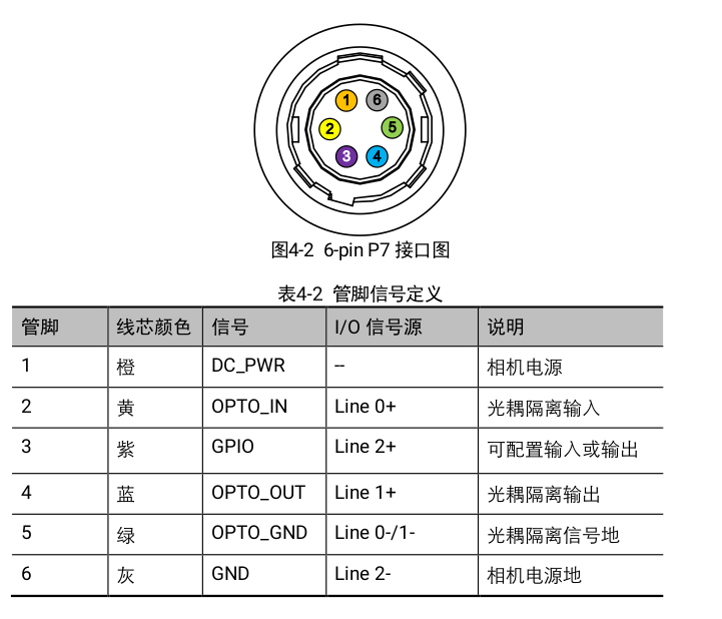 1 6
2 5
3 4
图4-2 6-pin P7 接口图
表4-2 管脚信号定义
管脚 线芯颜色 信号 I/O 信号源 说明
1 橙 DC_PWR -- 相机电源
2 黄 OPTO_IN Line 0+ 光耦隔离输入
3 紫 GPIO Line 2+ 可配置输入或输出
4 蓝 OPTO_OUT Line 1+ 光耦隔离输出
5 绿 OPTO_GND Line 0-/1- 光耦隔离信号地
6 灰 GND Line 2- 相机电源地